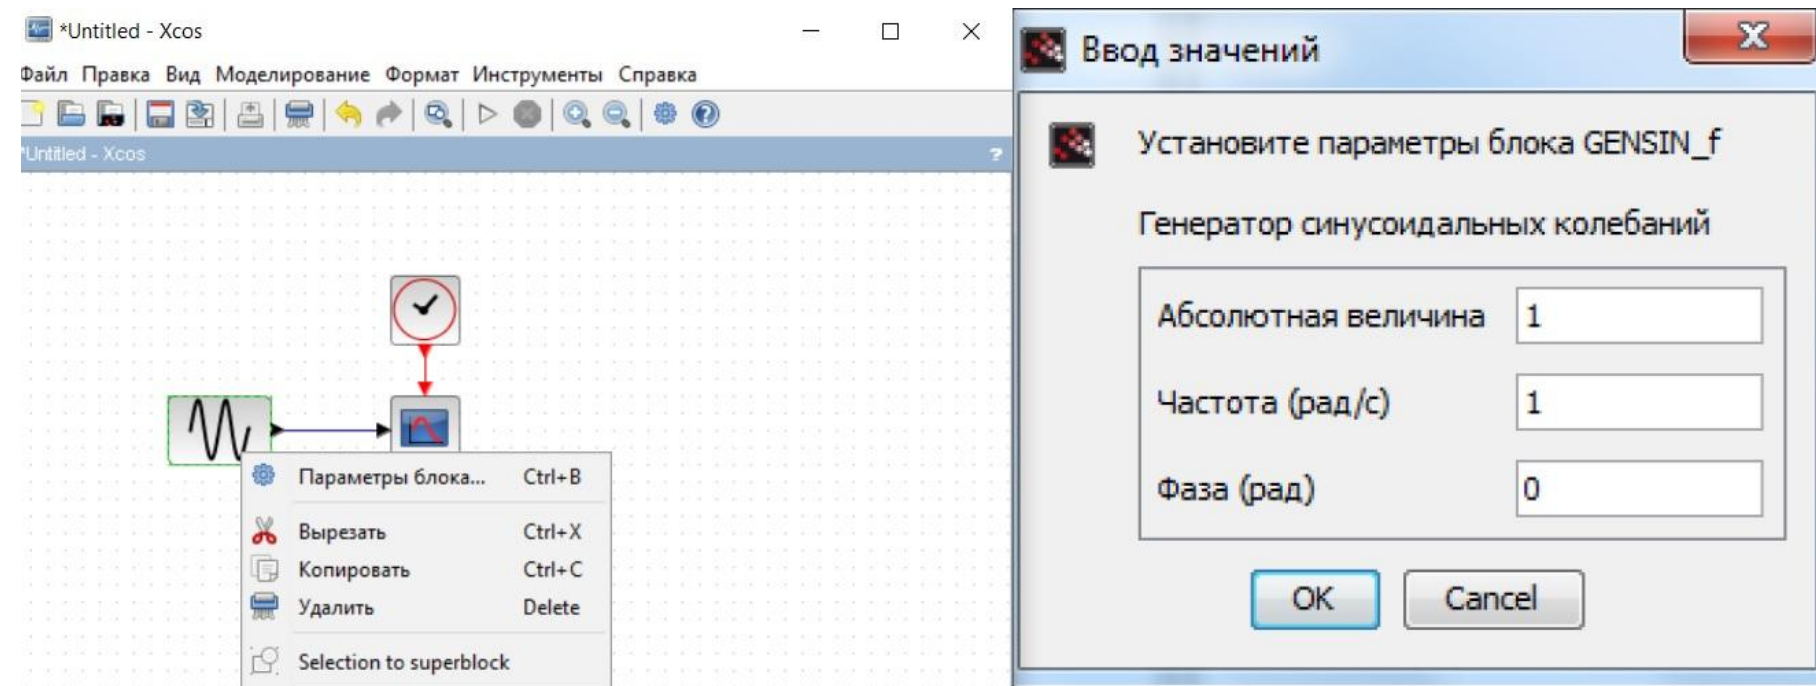 *Untitled - Xcos
Файл Правка Вид Моделирование Формат Инструменты Справка
*Untitled - Xcos
?
Параметры блока... Ctrl+B
Вырезать Ctrl+X
Копировать Ctrl+C
Удалить Delete
Selection to superblock
Ввод значений
Установите параметры блока GENSIN_f
Генератор синусоидальных колебаний
Абсолютная величина 1
Частота (рад/с) 1
Фаза (рад) 0
OK Cancel